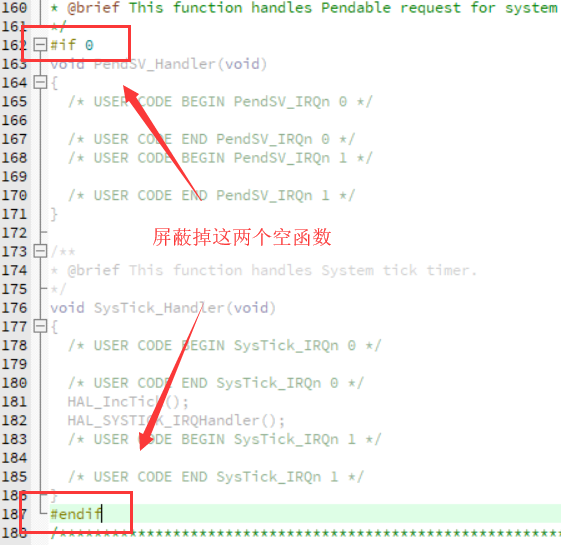 160 * @brief This function handles Pendable request for system
161 */
162 #if 0
163 void PendSV_Handler(void)
164 {
165 /* USER CODE BEGIN PendSV_IRQn 0 */
166
167 /* USER CODE END PendSV_IRQn 0 */
168 /* USER CODE BEGIN PendSV_IRQn 1 */
169
170 /* USER CODE END PendSV_IRQn 1 */
171 }
172
屏蔽掉这两个空函数
173 /**
174 * @brief This function handles System tick timer.
175 */
176 void SysTick_Handler(void)
177 {
178 /* USER CODE BEGIN SysTick_IRQn 0 */
179
180 /* USER CODE END SysTick_IRQn 0 */
181 HAL_IncTick();
182 HAL_SYSTICK_IRQHandler();
183 /* USER CODE BEGIN SysTick_IRQn 1 */
184
185 /* USER CODE END SysTick_IRQn 1 */
186 }
187 #endif
188 /**********************************************************